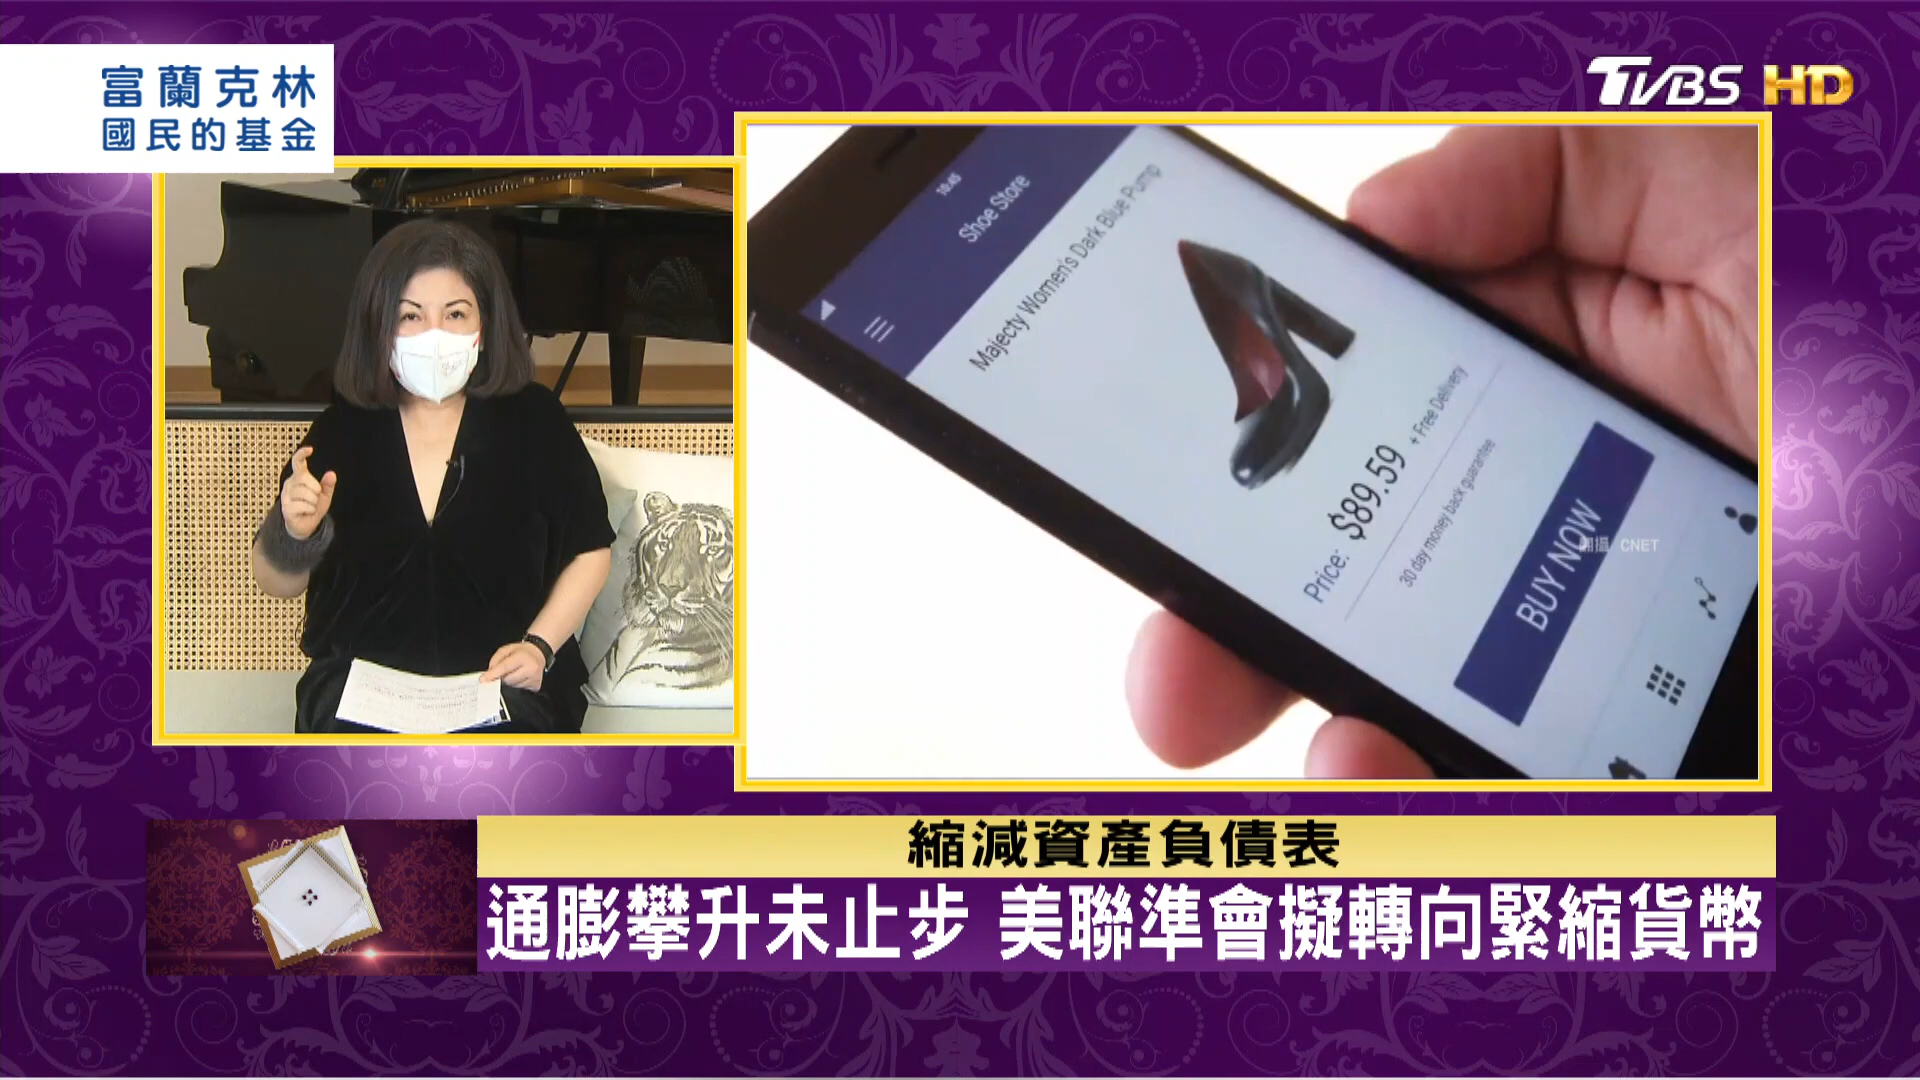 富蘭克林
國民的基金
TVBS HD
10:45
Shoe Store
Majecty Women's Dark Blue Pump
Price: $89.59 + Free Delivery
30 day money back guarantee
BUY NOW
翻攝 CNET
縮減資產負債表
通膨攀升未止步 美聯準會擬轉向緊縮貨幣